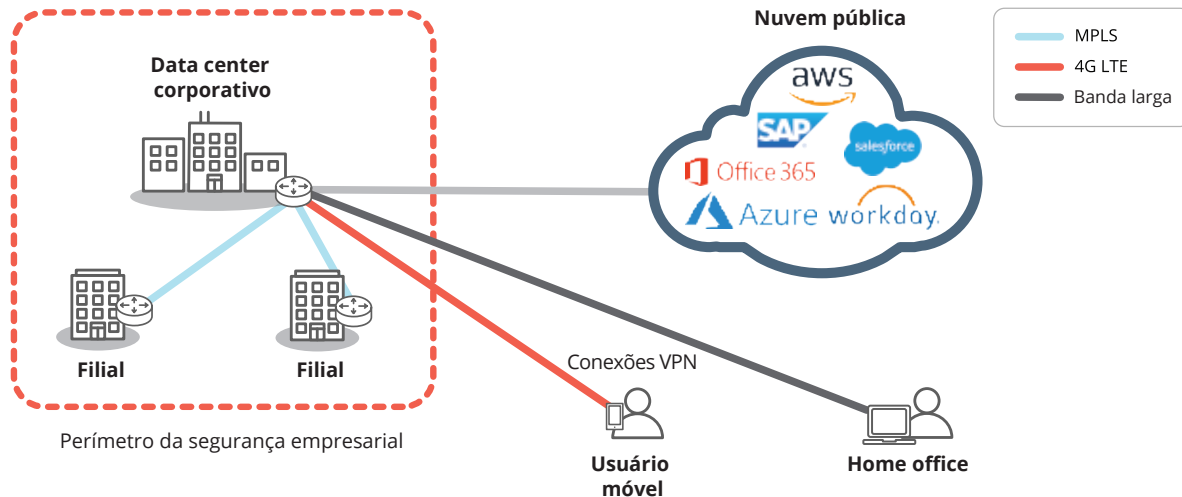 Nuvem pública
MPLS
4G LTE
Banda larga
Data center
corporativo
aws
SAP
salesforce
Office 365
Azure
workday.
Filial
Filial
Conexões VPN
Perímetro da segurança empresarial
Usuário
móvel
Home office